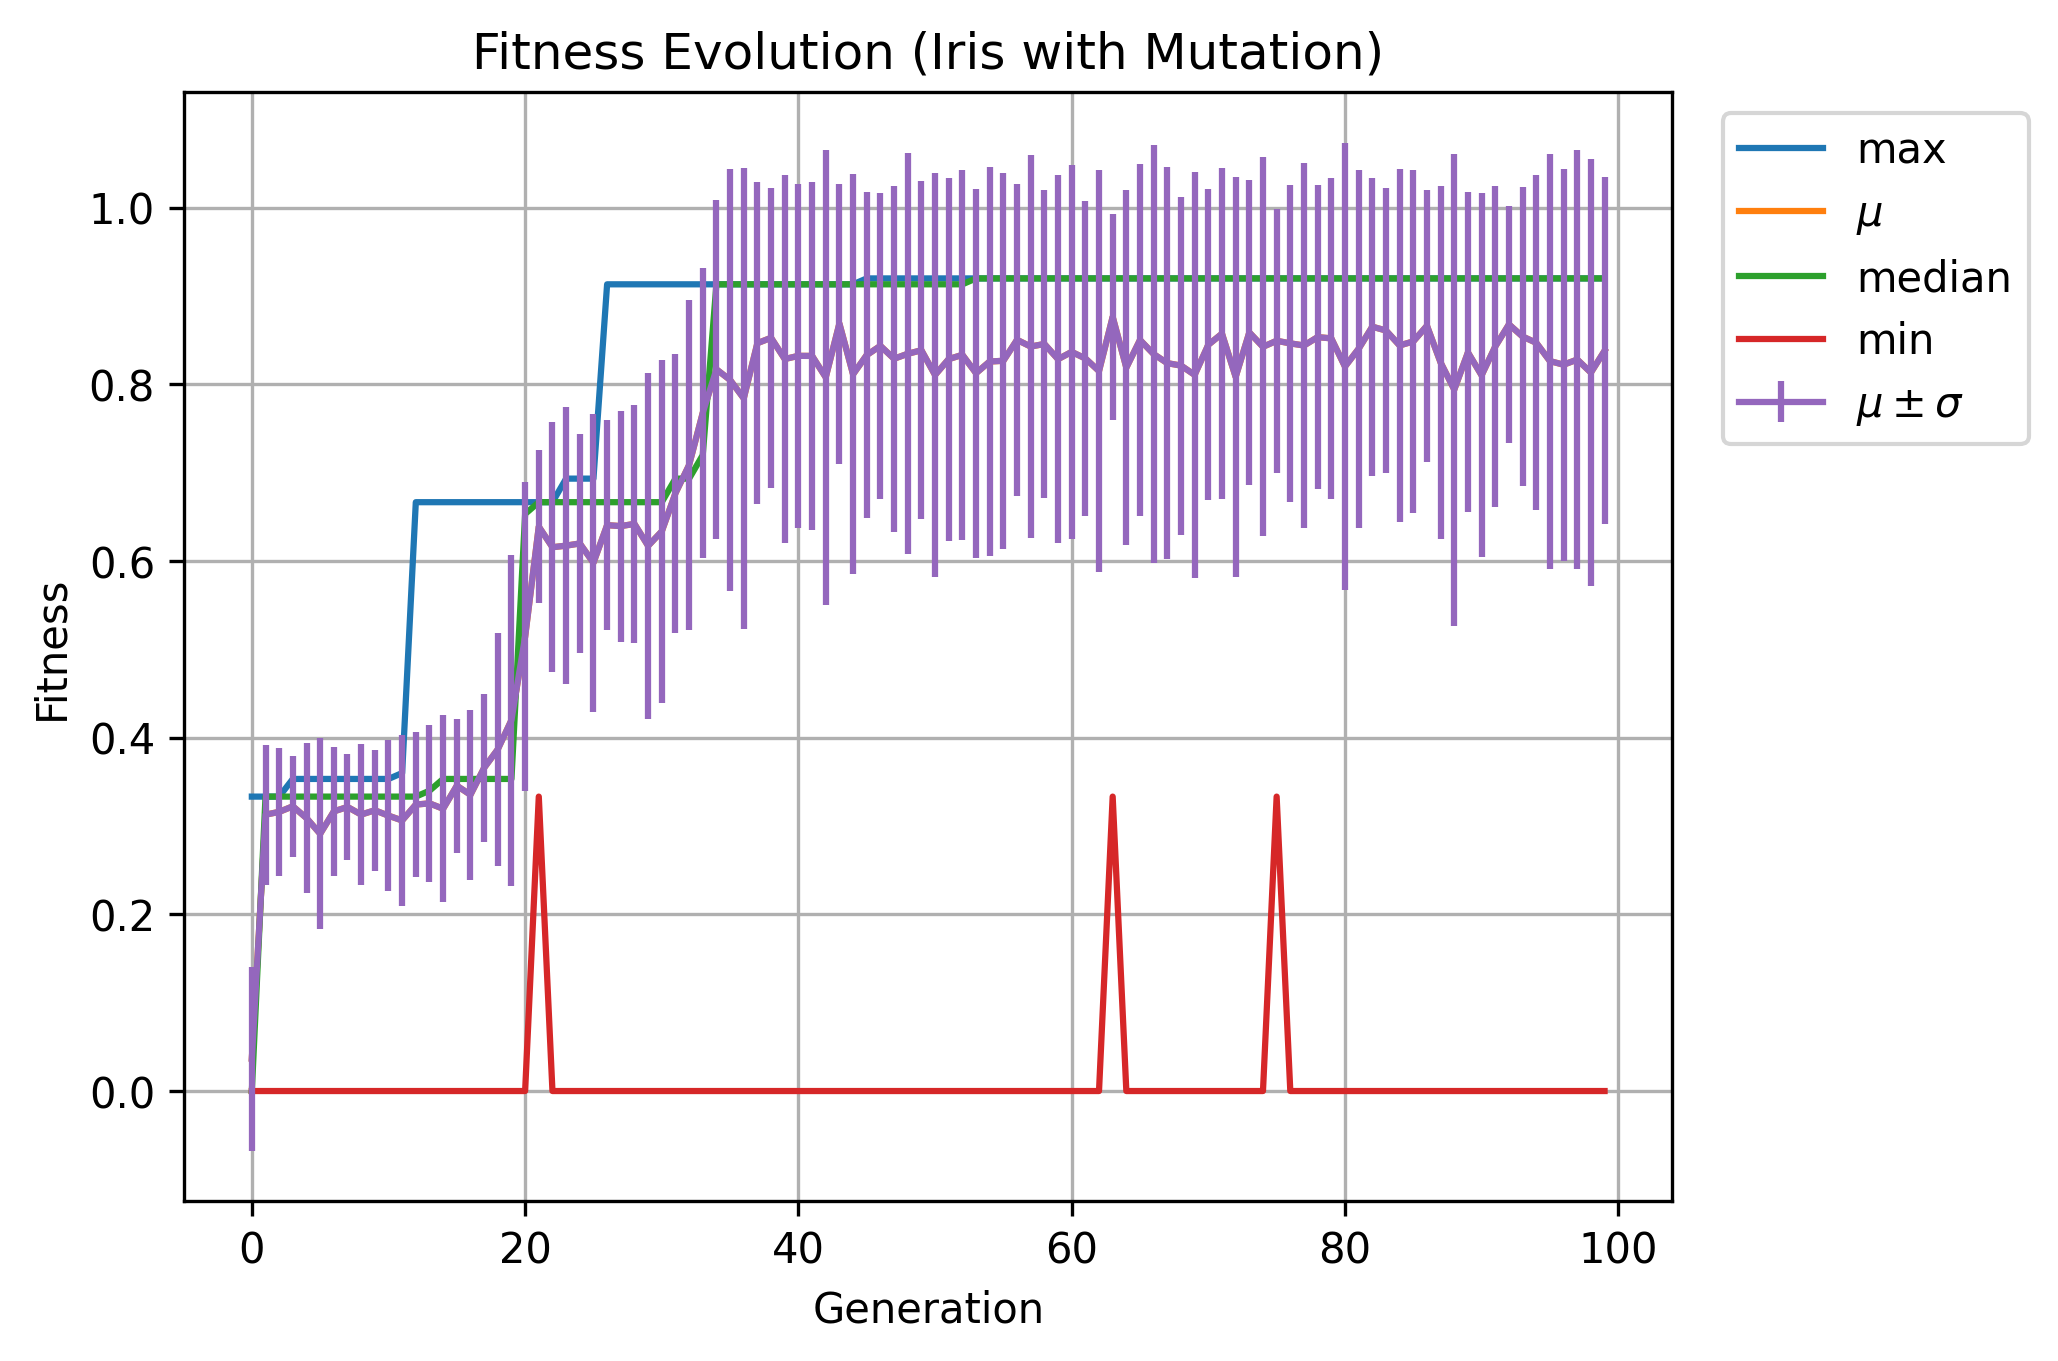 Fitness Evolution (Iris with Mutation)
max
μ
median
min
μ ± σ
1.0
0.8
0.6
0.4
0.2
0.0
Fitness
0 20 40 60 80 100
Generation